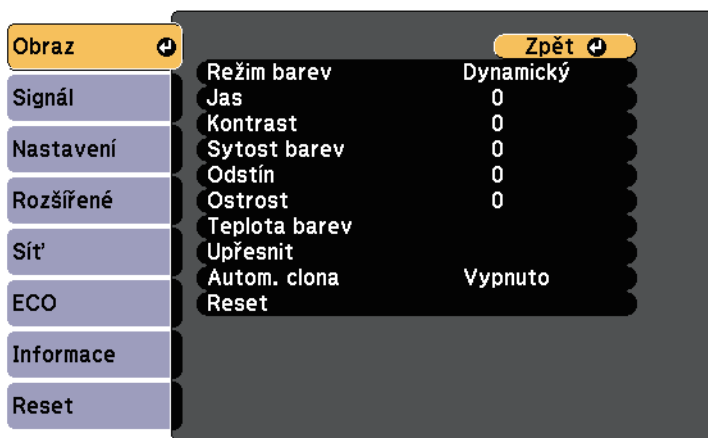 Obraz
Signál
Nastavení
Rozšířené
Síť
ECO
Informace
Reset
Zpět
Režim barev Dynamický
Jas 0
Kontrast 0
Sytost barev 0
Odstín 0
Ostrost 0
Teplota barev
Upřesnit
Autom. clona Vypnuto
Reset